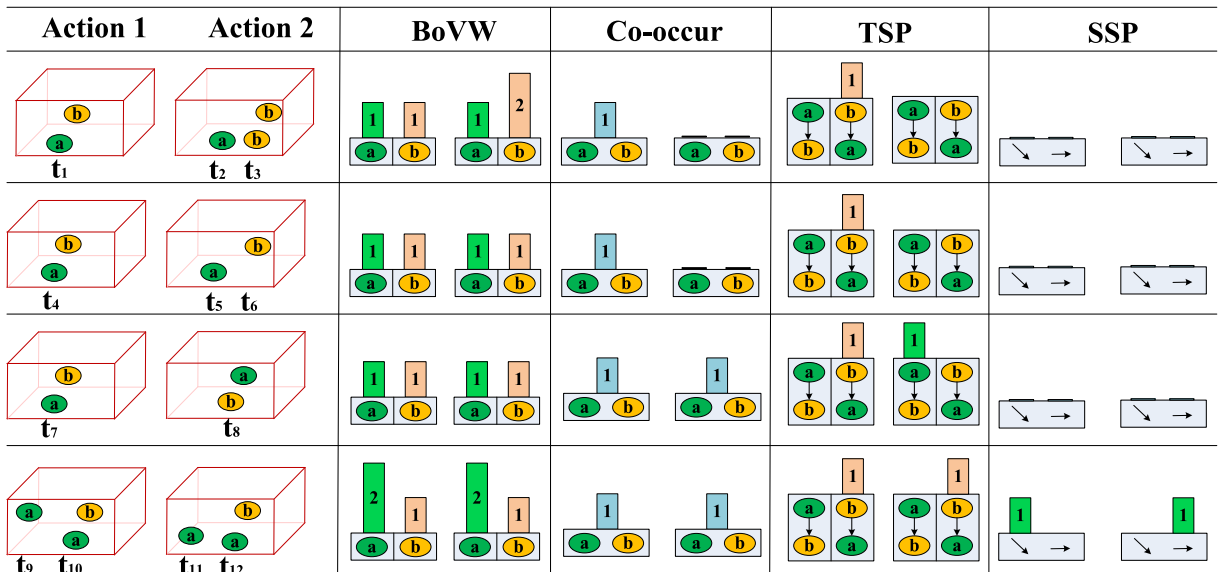 Action 1 Action 2 BoVW Co-occur TSP SSP
1 1
b b 1 1 1 2 1 a b a b
a a b a b a b a b a b b a b a
t1 t2 t3
1
b b 1 1 1 1 1 a b a b
a a a b a b a b a b b a b a
t4 t5 t6
1 1
b a 1 1 1 1 1 1 a b a b
a b a b a b a b a b b a b a
t7 t8
1 1
a b b 2 1 2 1 1 1 a b a b 1 1
a a a a b a b a b a b b a b a
t9 t10 t11 t12